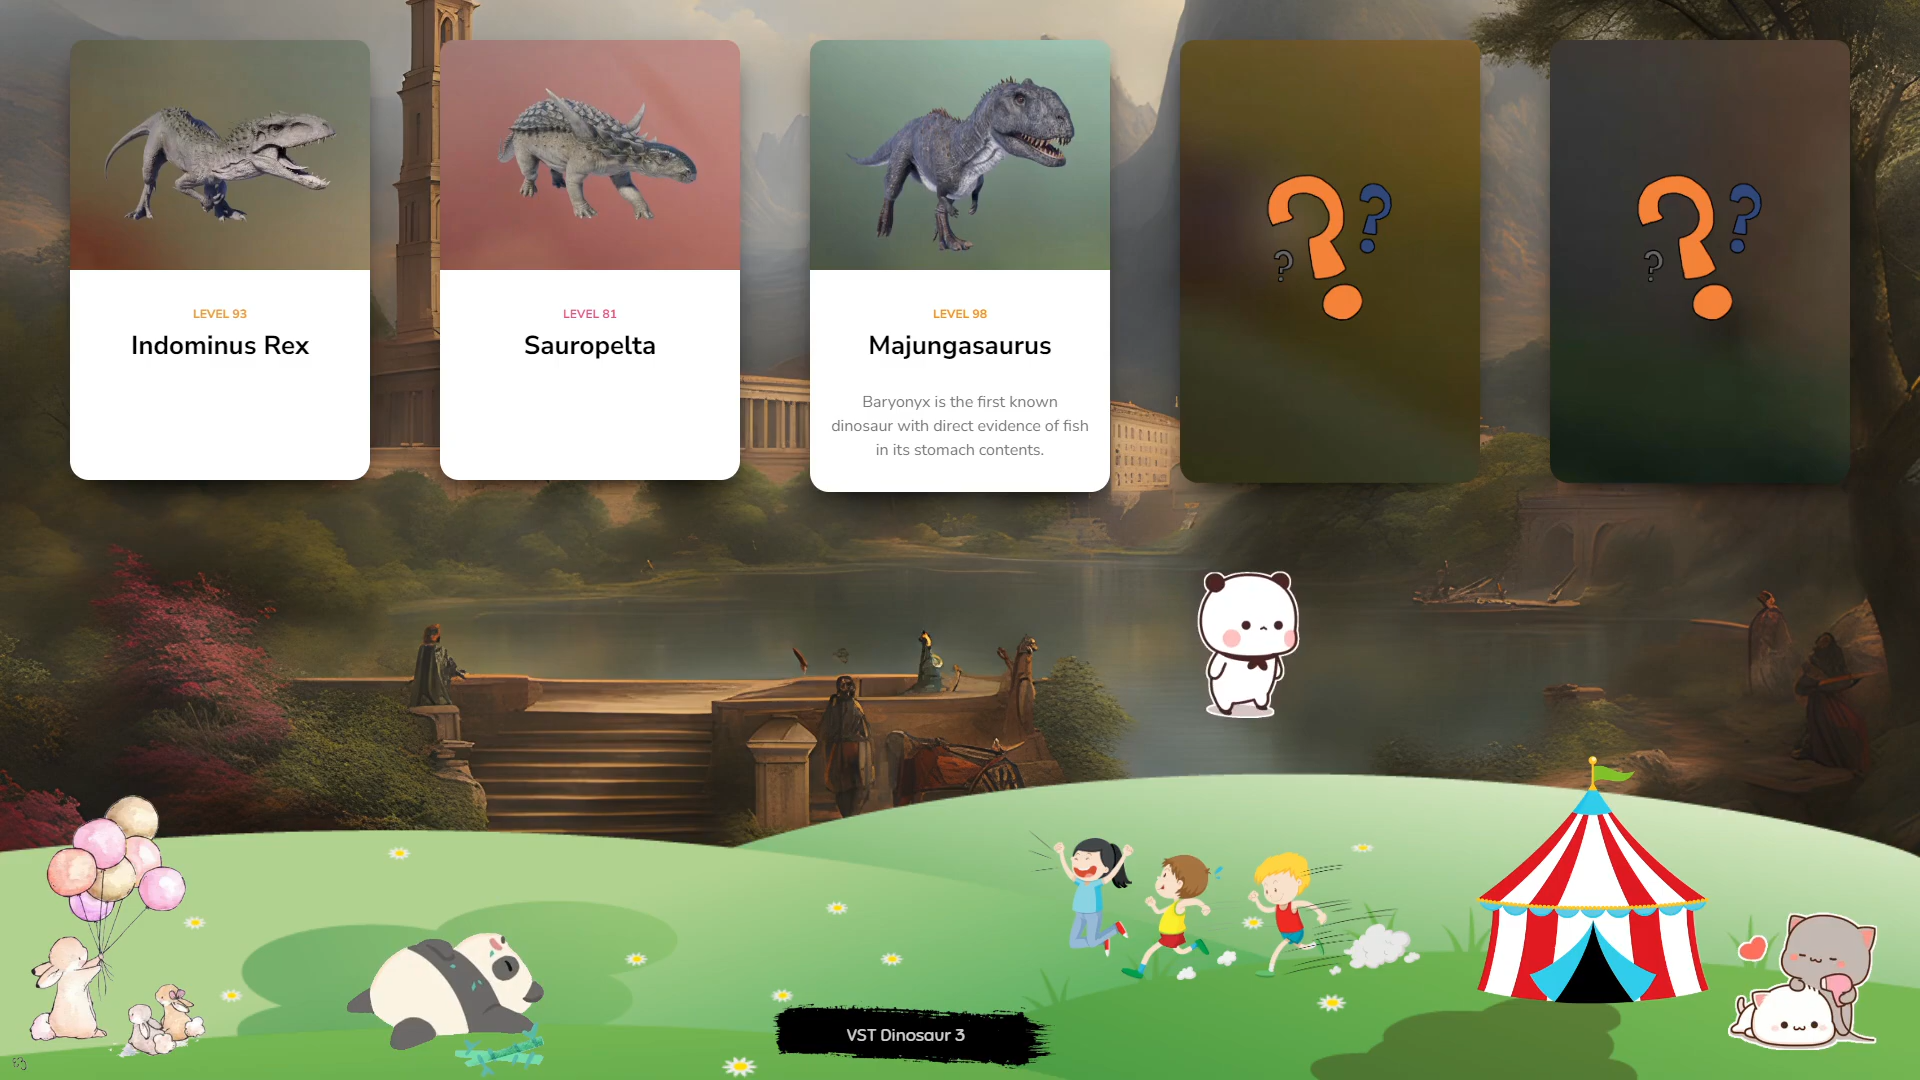 LEVEL 93
Indominus Rex
LEVEL 81
Sauropelta
LEVEL 98
Majungasaurus
Baryonyx is the first known
dinosaur with direct evidence of fish
in its stomach contents.
? ? ?
? ? ?
VST Dinosaur 3